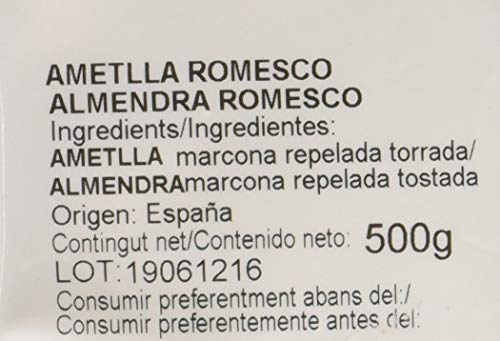 AMETLLA ROMESCO
ALMENDRA ROMESCO
Ingredients/Ingredientes:
AMETLLA marcona repelada torrada/
ALMENDRAmarcona repelada tostada
Origen: España
Contingut net/Contenido neto: 500g
LOT:19061216
Consumir preferentment abans del:/
Consumir preferentemente antes del: